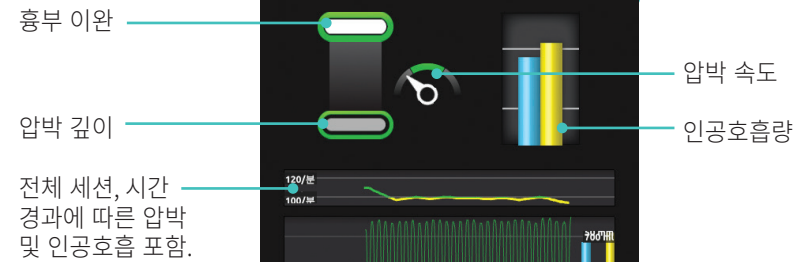 흉부 이완
압박 속도
압박 깊이
인공호흡량
전체 세션, 시간
경과에 따른 압박
및 인공호흡 포함.
120/분
100/분